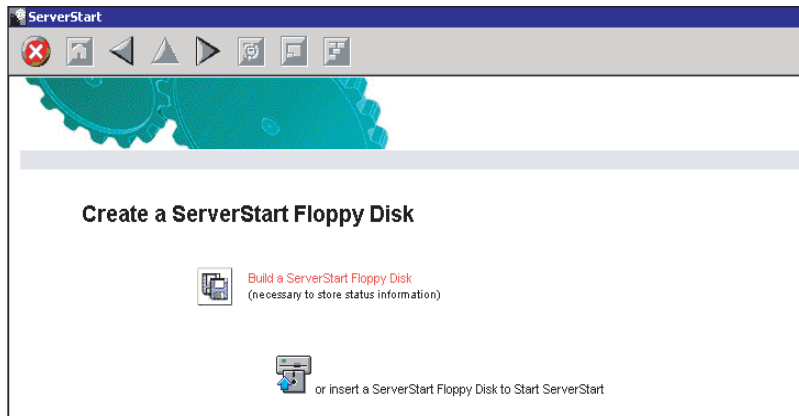 ServerStart
Create a ServerStart Floppy Disk
Build a ServerStart Floppy Disk
(necessary to store status information)
or insert a ServerStart Floppy Disk to Start ServerStart